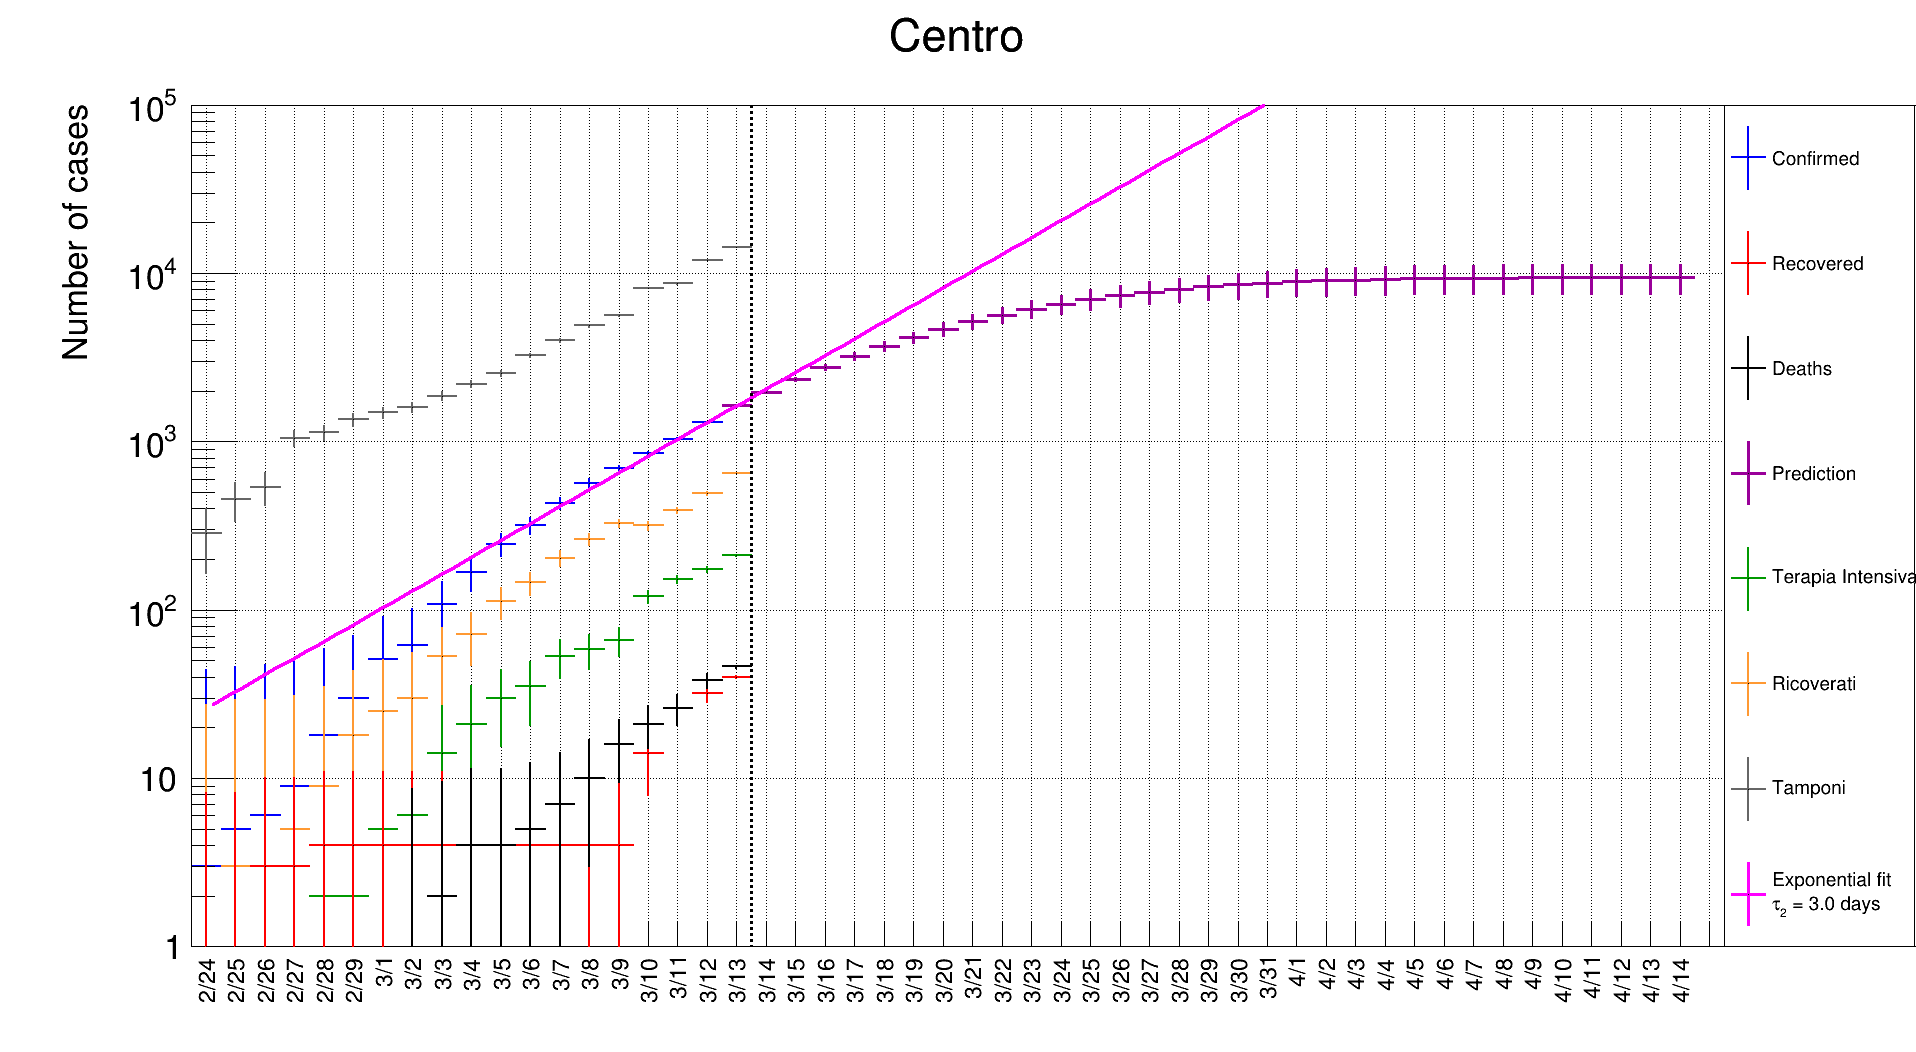 Centro
Number of cases
10^5
10^4
10^3
10^2
10
1
2/24 2/25 2/26 2/27 2/28 2/29 3/1 3/2 3/3 3/4 3/5 3/6 3/7 3/8 3/9 3/10 3/11 3/12 3/13 3/14 3/15 3/16 3/17 3/18 3/19 3/20 3/21 3/22 3/23 3/24 3/25 3/26 3/27 3/28 3/29 3/30 3/31 4/1 4/2 4/3 4/4 4/5 4/6 4/7 4/8 4/9 4/10 4/11 4/12 4/13 4/14
Confirmed
Recovered
Deaths
Prediction
Terapia Intensiva
Ricoverati
Tamponi
Exponential fit
τ_2 = 3.0 days